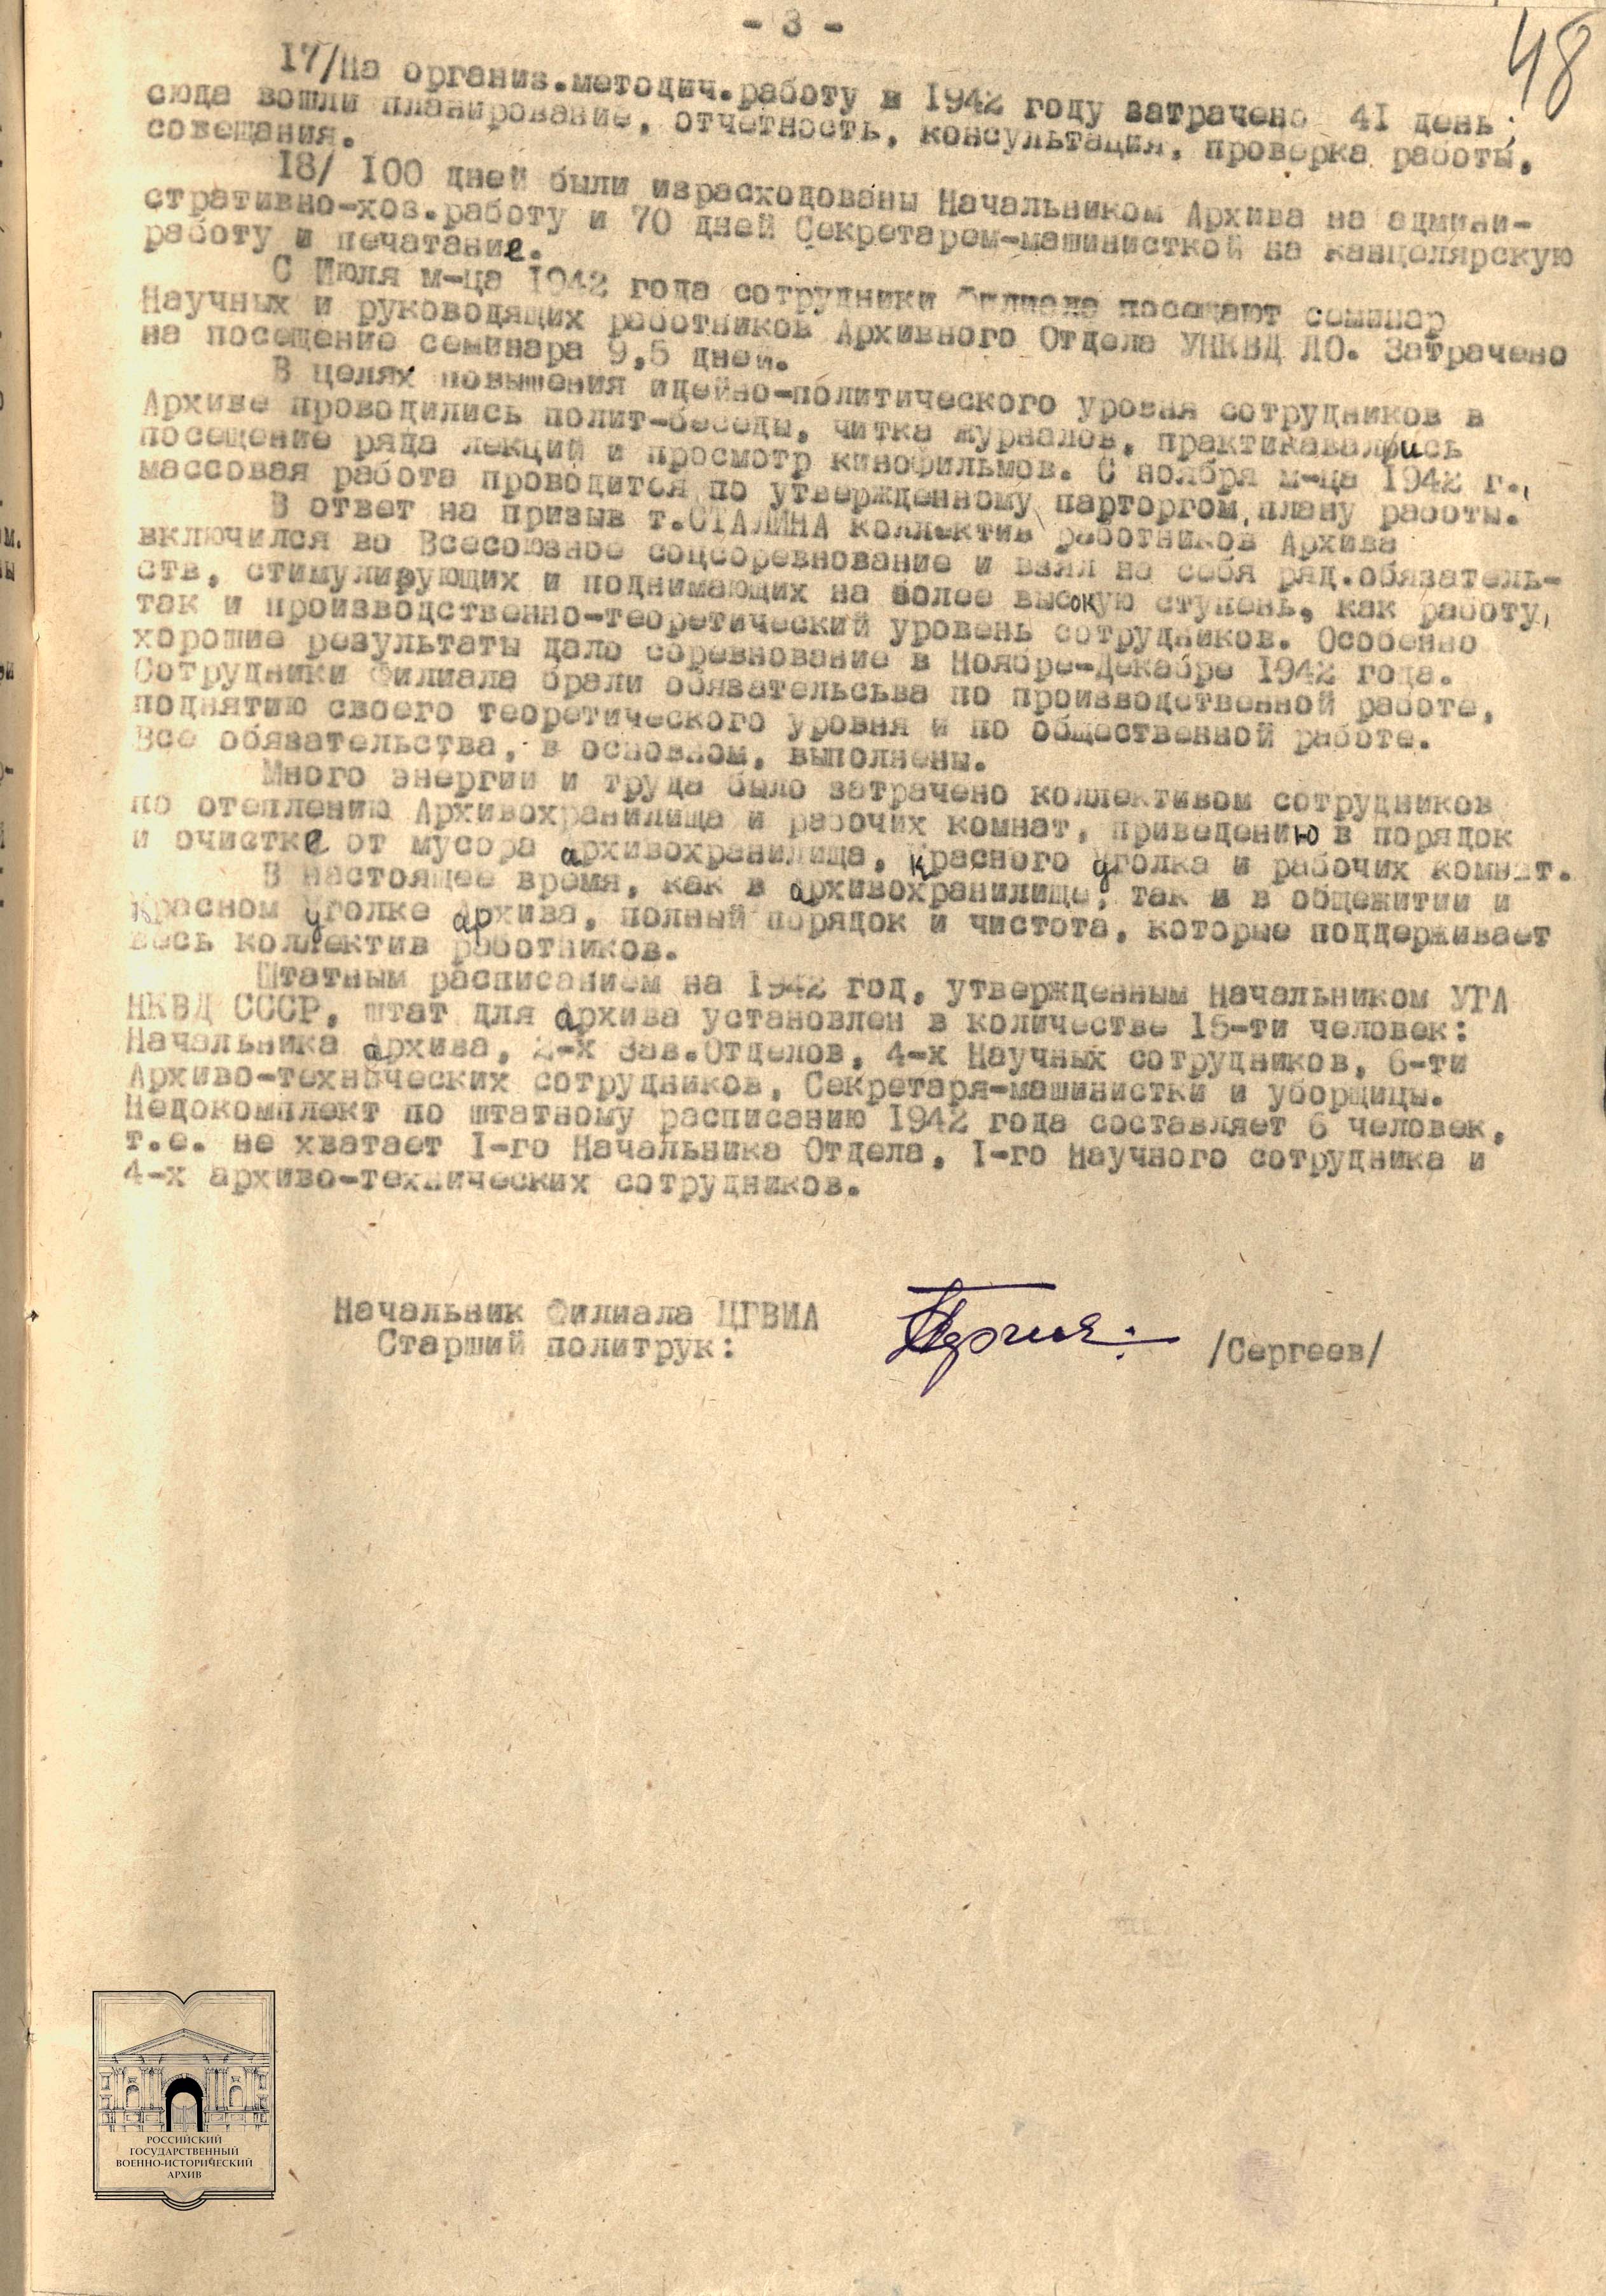 - 3 -
48
17/На организ.методич.работу в 1942 году затрачено 41 день;
сюда вошли планирование, отчетность, консультация, проверка работы,
совещания.
18/ 100 дней были израсходованы Начальником Архива на админи-
стративно-хоз.работу и 70 дней Секретарем-машинисткой на канцелярскую
работу и печатание.
С Июля м-ца 1942 года сотрудники Филиала посещают семинар
Научных и руководящих работников Архивного Отдела УНКВД ЛО. Затрачено
на посещение семинара 9,5 дней.
В целях повышения идейно-политического уровня сотрудников в
Архиве проводились полит-беседы, читка журналов, практикавались
посещение ряда лекций и просмотр кинофильмов. С ноября м-ца 1942 г.,
массовая работа проводится по утвержденному парторгом плану работы.
В ответ на призыв т.СТАЛИНА коллектив работников Архива
включился во Всесоюзное соцсоревнование и взял на себя ряд.обязатель-
ств, стимулирующих и поднимающих на более высокую ступень, как работу,
так и производственно-теоретический уровень сотрудников. Особенно
хорошие результаты дало соревнование в Ноябре-Декабре 1942 года.
Сотрудники Филиала брали обязательсьва по производственной работе,
поднятию своего теоретического уровня и по общественной работе.
Все обязательства, в основном, выполнены.
Много энергии и труда было затрачено коллективом сотрудников
по отеплению Архивохранилища и рабочих комнат, приведению в порядок
и очистке от мусора архивохранилища, красного уголка и рабочих комнат.
В настоящее время, как в архивохранилище, так и в общежитии и
красном уголке архива, полный порядок и чистота, которые поддерживает
весь коллектив работников.
Штатным расписанием на 1942 год, утвержденным Начальником УГА
НКВД СССР, штат для архива установлен в количестве 15-ти человек:
Начальника архива, 2-х Зав.Отделов, 4-х Научных сотрудников, 6-ти
Архиво-технических сотрудников, Секретаря-машинистки и уборщицы.
Недокомплект по штатному расписанию 1942 года составляет 6 человек,
т.е. не хватает I-го Начальника Отдела, I-го Научного сотрудника и
4-х архиво-технических сотрудников.
Начальник Филиала ЦГВИА
Старший политрук:
/Сергеев/
РОССИЙСКИЙ
ГОСУДАРСТВЕННЫЙ
ВОЕННО-ИСТОРИЧЕСКИЙ
АРХИВ